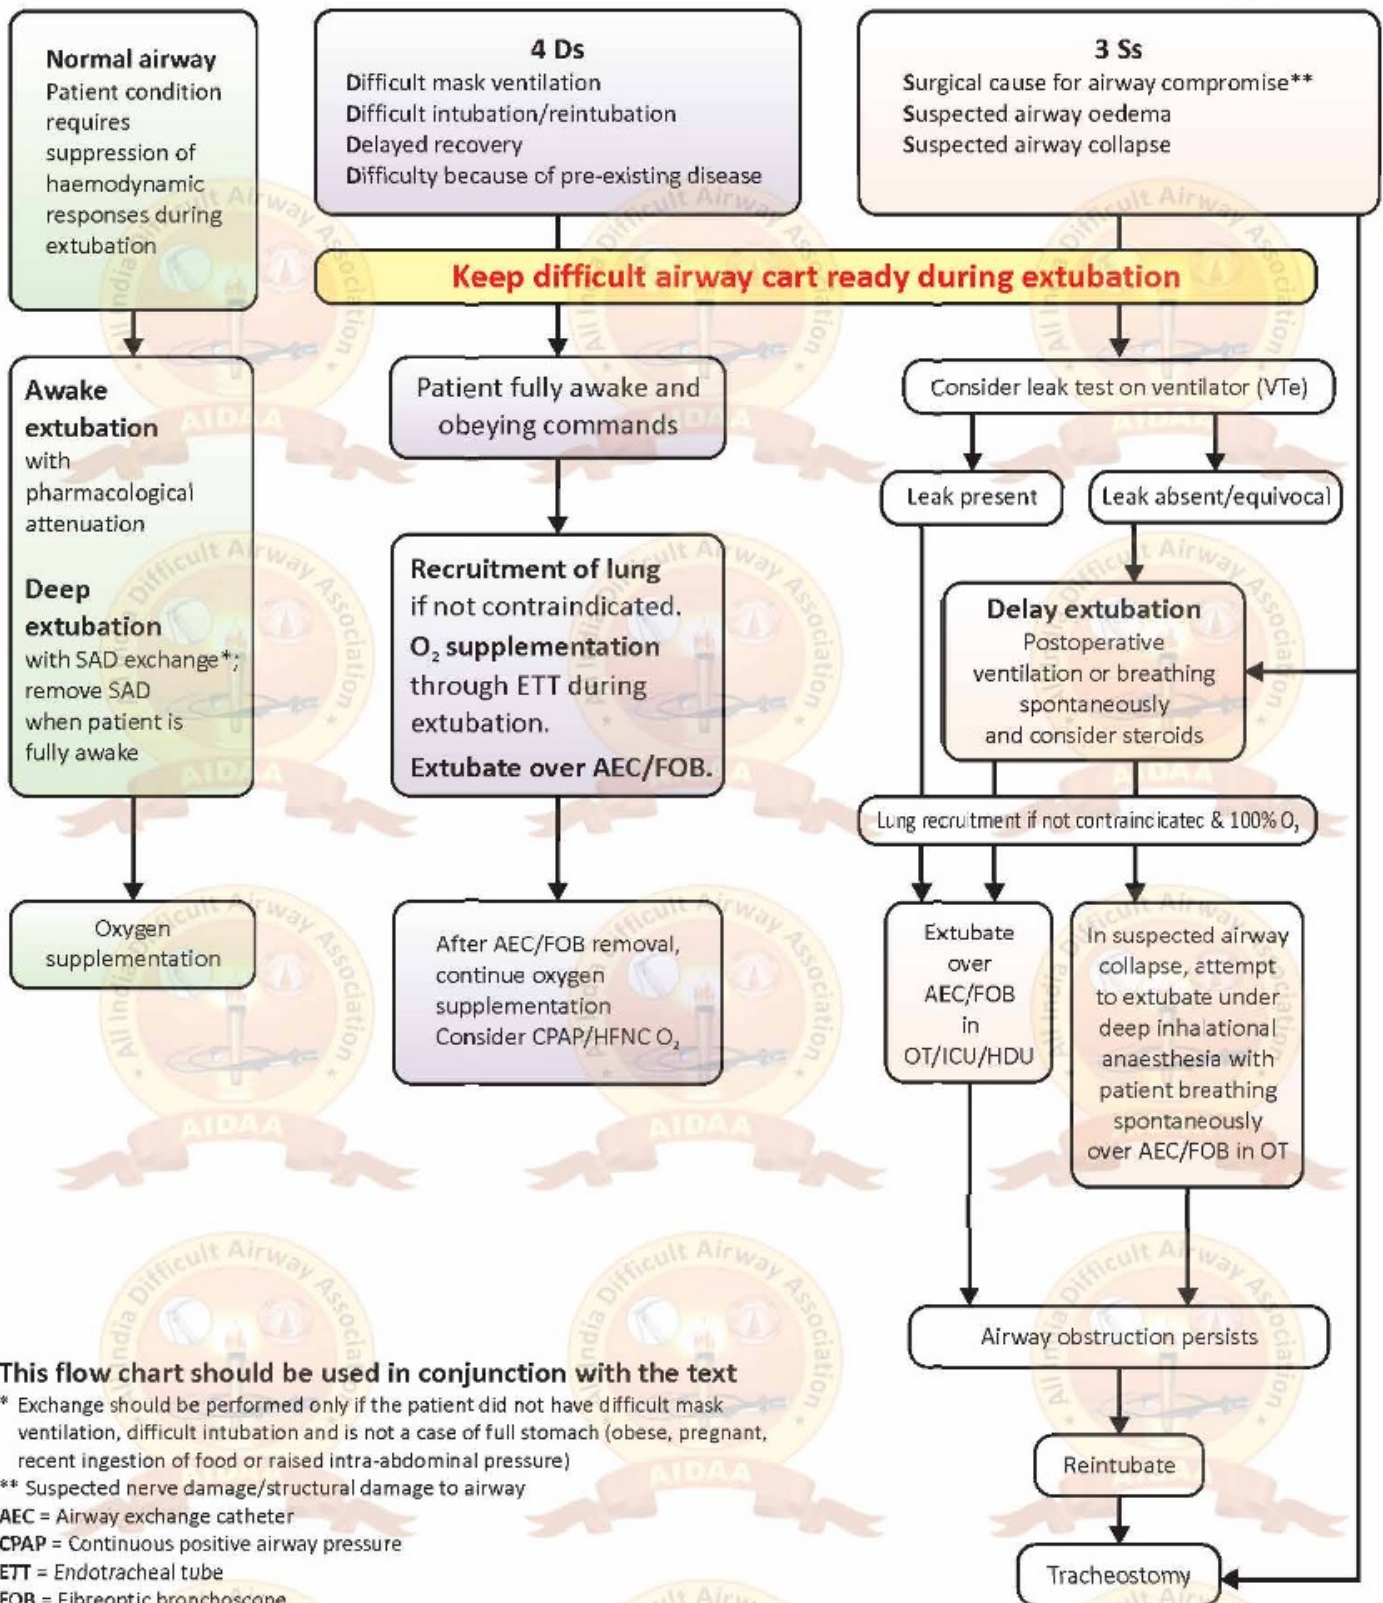 Normal airway
Patient condition
requires
suppression of
haemodynamic
responses during
extubation
4 Ds
Difficult mask ventilation
Difficult intubation/reintubation
Delayed recovery
Difficulty because of pre-existing disease
3 Ss
Surgical cause for airway compromise**
Suspected airway oedema
Suspected airway collapse
Keep difficult airway cart ready during extubation
Awake
extubation
with
pharmacological
attenuation
Deep
extubation
with SAD exchange*;
remove SAD
when patient is
fully awake
Oxygen
supplementation
Patient fully awake and
obeying commands
Recruitment of lung
if not contraindicated.
O₂ supplementation
through ETT during
extubation.
Extubate over AEC/FOB.
After AEC/FOB removal,
continue oxygen
supplementation
Consider CPAP/HFNC O₂
Consider leak test on ventilator (VTe)
Leak present
Leak absent/equivocal
Delay extubation
Postoperative
ventilation or breathing
spontaneously
and consider steroids
Lung recruitment if not contraindicated & 100% O₂
Extubate
over
AEC/FOB
in
OT/ICU/HDU
In suspected airway
collapse, attempt
to extubate under
deep inhalational
anaesthesia with
patient breathing
spontaneously
over AEC/FOB in OT
Airway obstruction persists
Reintubate
Tracheostomy
This flow chart should be used in conjunction with the text
* Exchange should be performed only if the patient did not have difficult mask
ventilation, difficult intubation and is not a case of full stomach (obese, pregnant,
recent ingestion of food or raised intra-abdominal pressure)
** Suspected nerve damage/structural damage to airway
AEC = Airway exchange catheter
CPAP = Continuous positive airway pressure
ETT = Endotracheal tube
FOB = Fibreoptic bronchoscope
All India Difficult Airway Association
AIDAA